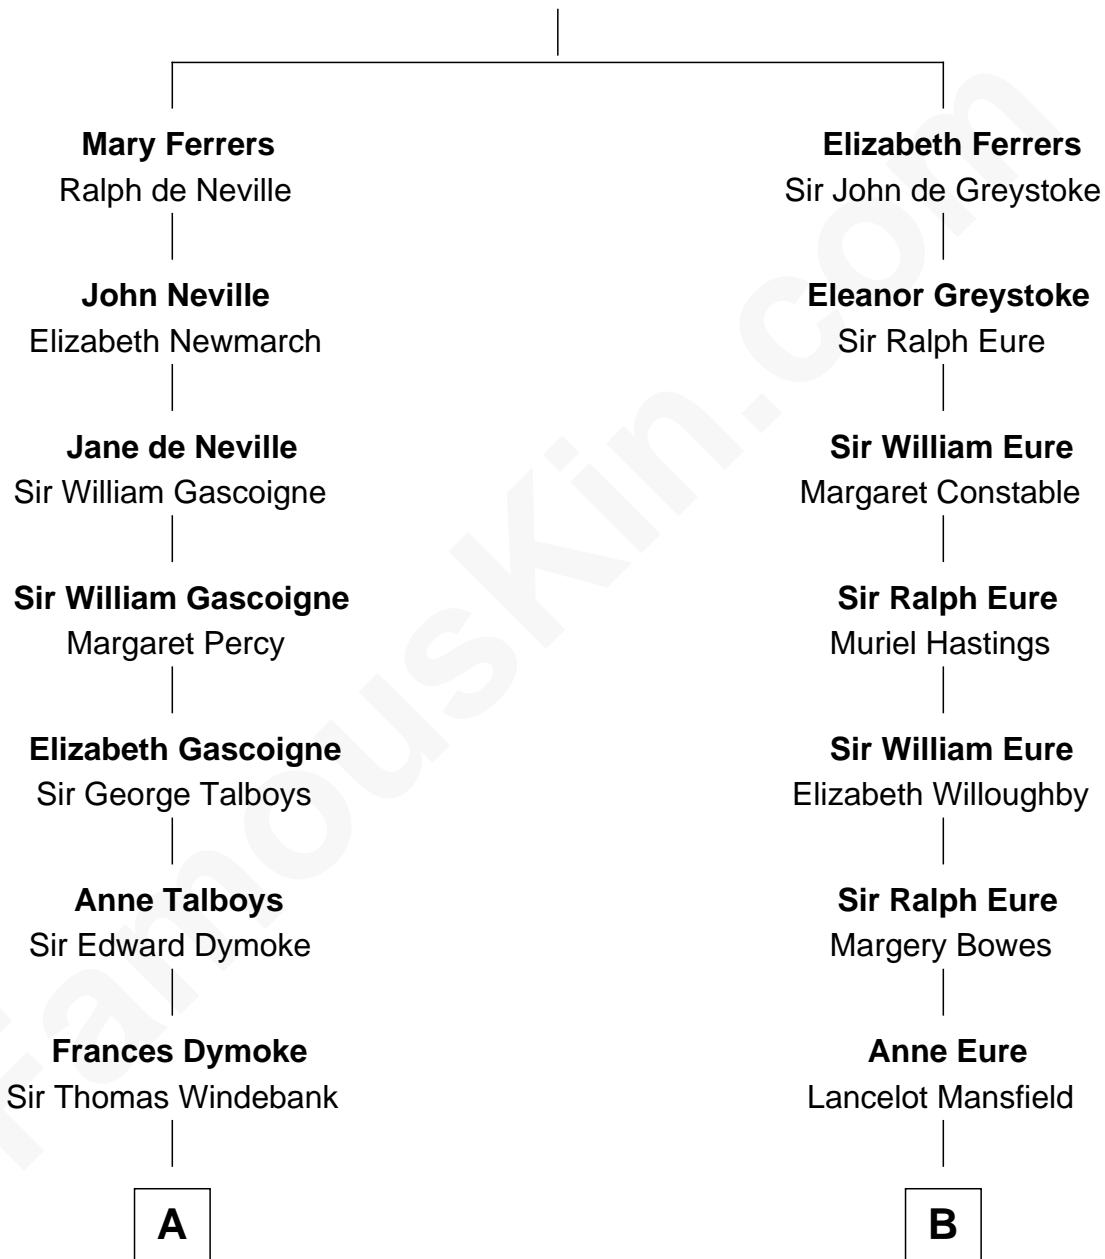 Mary Ferrers
Ralph de Neville
John Neville
Elizabeth Newmarch
Jane de Neville
Sir William Gascoigne
Sir William Gascoigne
Margaret Percy
Elizabeth Gascoigne
Sir George Talboys
Anne Talboys
Sir Edward Dymoke
Frances Dymoke
Sir Thomas Windebank
A
Elizabeth Ferrers
Sir John de Greystoke
Eleanor Greystoke
Sir Ralph Eure
Sir William Eure
Margaret Constable
Sir Ralph Eure
Muriel Hastings
Sir William Eure
Elizabeth Willoughby
Sir Ralph Eure
Margery Bowes
Anne Eure
Lancelot Mansfield
B
FamousKin.com